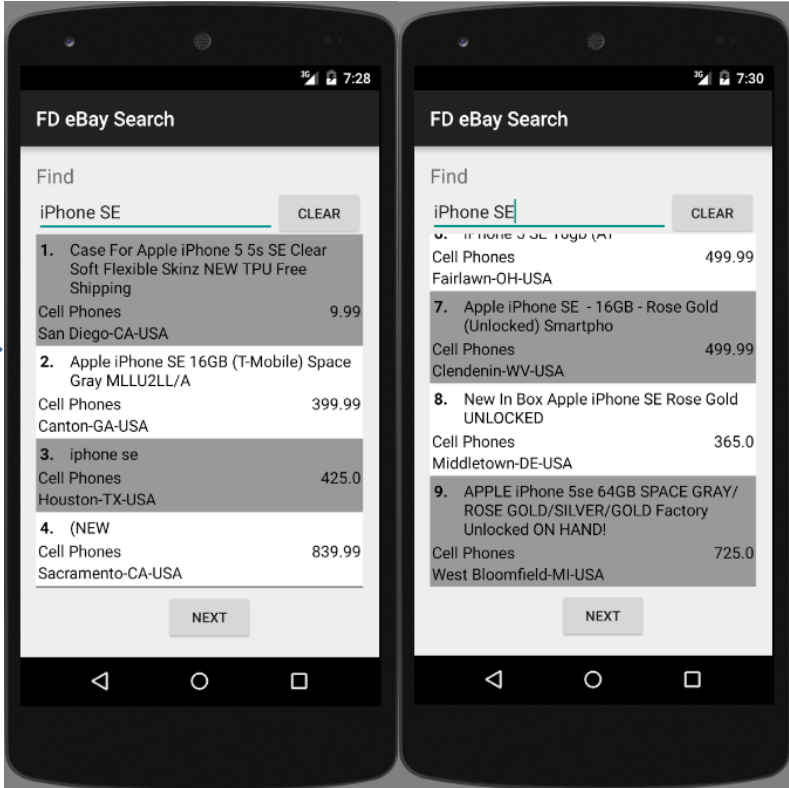 3G 7:28
FD eBay Search
Find
iPhone SE CLEAR
1. Case For Apple iPhone 5 5s SE Clear
Soft Flexible Skinz NEW TPU Free
Shipping
Cell Phones 9.99
San Diego-CA-USA
2. Apple iPhone SE 16GB (T-Mobile) Space
Gray MLLU2LL/A
Cell Phones 399.99
Canton-GA-USA
3. iphone se
Cell Phones 425.0
Houston-TX-USA
4. (NEW
Cell Phones 839.99
Sacramento-CA-USA
NEXT
3G 7:30
FD eBay Search
Find
iPhone SE CLEAR
Cell Phones 499.99
Fairlawn-OH-USA
7. Apple iPhone SE - 16GB - Rose Gold
(Unlocked) Smartpho
Cell Phones 499.99
Clendenin-WV-USA
8. New In Box Apple iPhone SE Rose Gold
UNLOCKED
Cell Phones 365.0
Middletown-DE-USA
9. APPLE iPhone 5se 64GB SPACE GRAY/
ROSE GOLD/SILVER/GOLD Factory
Unlocked ON HAND!
Cell Phones 725.0
West Bloomfield-MI-USA
NEXT